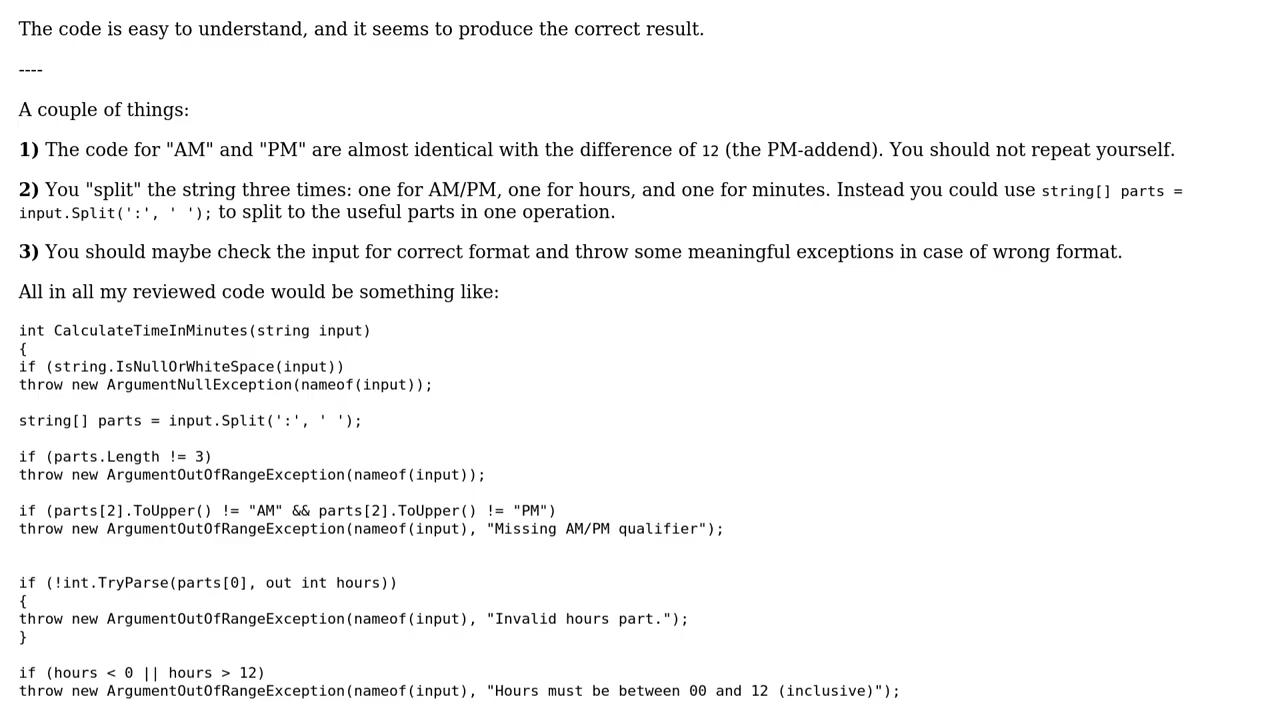 The code is easy to understand, and it seems to produce the correct result.
----
A couple of things:
1) The code for "AM" and "PM" are almost identical with the difference of 12 (the PM-addend). You should not repeat yourself.
2) You "split" the string three times: one for AM/PM, one for hours, and one for minutes. Instead you could use string[] parts =
input.Split(':', ' '); to split to the useful parts in one operation.
3) You should maybe check the input for correct format and throw some meaningful exceptions in case of wrong format.
All in all my reviewed code would be something like:
int CalculateTimeInMinutes(string input)
{
if (string.IsNullOrWhiteSpace(input))
throw new ArgumentNullException(nameof(input));
string[] parts = input.Split(':', ' ');
if (parts.Length != 3)
throw new ArgumentOutOfRangeException(nameof(input));
if (parts[2].ToUpper() != "AM" && parts[2].ToUpper() != "PM")
throw new ArgumentOutOfRangeException(nameof(input), "Missing AM/PM qualifier");
if (!int.TryParse(parts[0], out int hours))
{
throw new ArgumentOutOfRangeException(nameof(input), "Invalid hours part.");
}
if (hours < 0 || hours > 12)
throw new ArgumentOutOfRangeException(nameof(input), "Hours must be between 00 and 12 (inclusive)");